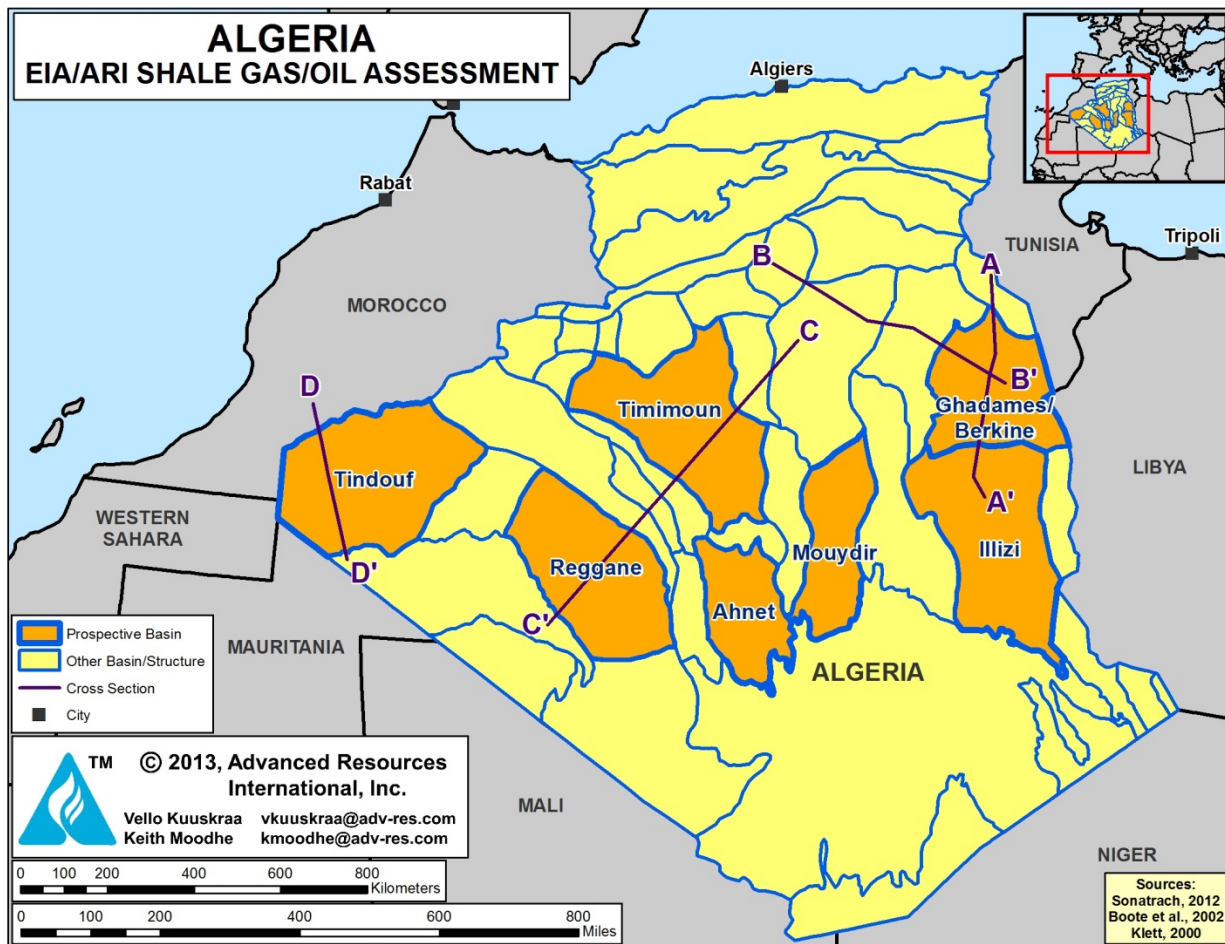 ALGERIA
EIA/ARI SHALE GAS/OIL ASSESSMENT
Algiers
Rabat
Tripoli
TUNISIA
MOROCCO
LIBYA
WESTERN
SAHARA
MAURITANIA
ALGERIA
MALI
NIGER
A
B
C
D
B'
A'
D'
C'
Timimoun
Ghadames/
Berkine
Tindouf
Reggane
Mouydir
Illizi
Ahnet
Prospective Basin
Other Basin/Structure
Cross Section
City
TM
© 2013, Advanced Resources
International, Inc.
Vello Kuuskraa vkuuskraa@adv-res.com
Keith Moodhe kmoodhe@adv-res.com
0 100 200 400 600 800
Kilometers
0 100 200 400 600 800
Miles
Sources:
Sonatrach, 2012
Boote et al., 2002
Klett, 2000